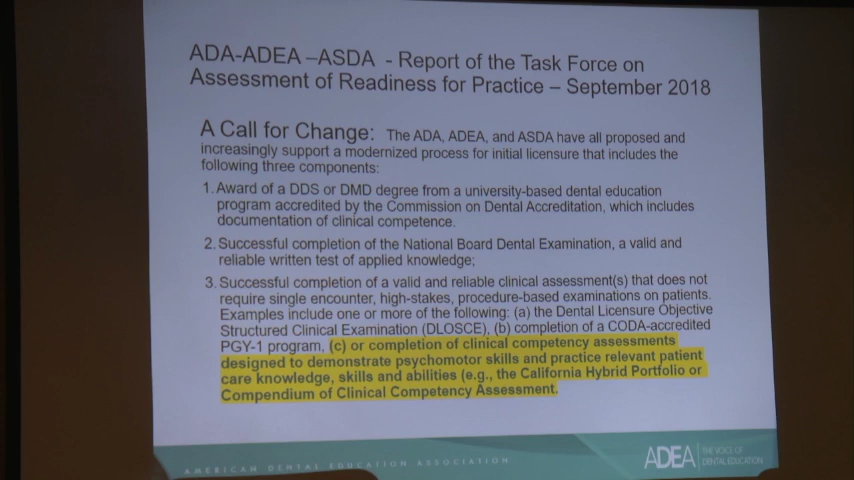 ADA-ADEA –ASDA - Report of the Task Force on
Assessment of Readiness for Practice – September 2018
A Call for Change: The ADA, ADEA, and ASDA have all proposed and
increasingly support a modernized process for initial licensure that includes the
following three components:
1. Award of a DDS or DMD degree from a university-based dental education
program accredited by the Commission on Dental Accreditation, which includes
documentation of clinical competence.
2. Successful completion of the National Board Dental Examination, a valid and
reliable written test of applied knowledge;
3. Successful completion of a valid and reliable clinical assessment(s) that does not
require single encounter, high-stakes, procedure-based examinations on patients.
Examples include one or more of the following: (a) the Dental Licensure Objective
Structured Clinical Examination (DLOSCE), (b) completion of a CODA-accredited
PGY-1 program, (c) or completion of clinical competency assessments
designed to demonstrate psychomotor skills and practice relevant patient
care knowledge, skills and abilities (e.g., the California Hybrid Portfolio or
Compendium of Clinical Competency Assessment.
AMERICAN DENTAL EDUCATION ASSOCIATION
ADEA THE VOICE OF
DENTAL EDUCATION